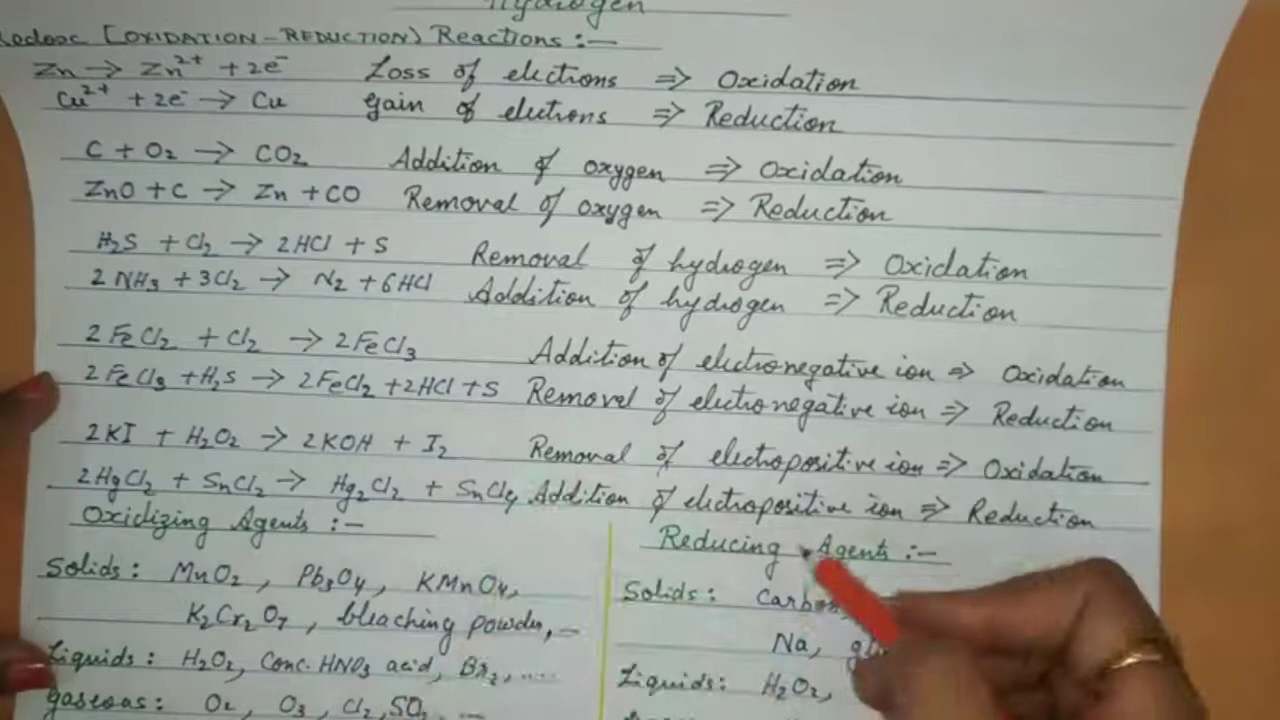 Hydrogen
Redox [OXIDATION-REDUCTION] Reactions :-
Zn → Zn²⁺ + 2e⁻ Loss of electrons ⇒ Oxidation
Cu²⁺ + 2e⁻ → Cu gain of electrons ⇒ Reduction
C + O₂ → CO₂ Addition of oxygen ⇒ Oxidation
ZnO + C → Zn + CO Removal of oxygen ⇒ Reduction
H₂S + Cl₂ → 2HCl + S Removal of hydrogen ⇒ Oxidation
2NH₃ + 3Cl₂ → N₂ + 6HCl Addition of hydrogen ⇒ Reduction
2FeCl₂ + Cl₂ → 2FeCl₃ Addition of electronegative ion ⇒ Oxidation
2FeCl₃ + H₂S → 2FeCl₂ + 2HCl + S Removal of electronegative ion ⇒ Reduction
2KI + H₂O₂ → 2KOH + I₂ Removal of electropositive ion ⇒ Oxidation
2HgCl₂ + SnCl₂ → Hg₂Cl₂ + SnCl₄ Addition of electropositive ion ⇒ Reduction
Oxidizing Agents :-
Solids: MnO₂, Pb₃O₄, KMnO₄,
K₂Cr₂O₇, bleaching powder, --
Liquids: H₂O₂, Conc. HNO₃ acid, Br₂, ....
gaseous: O₂, O₃, Cl₂, SO₂ --
Reducing Agents :-
Solids: Carbon
Na,
Liquids: H₂O₂,